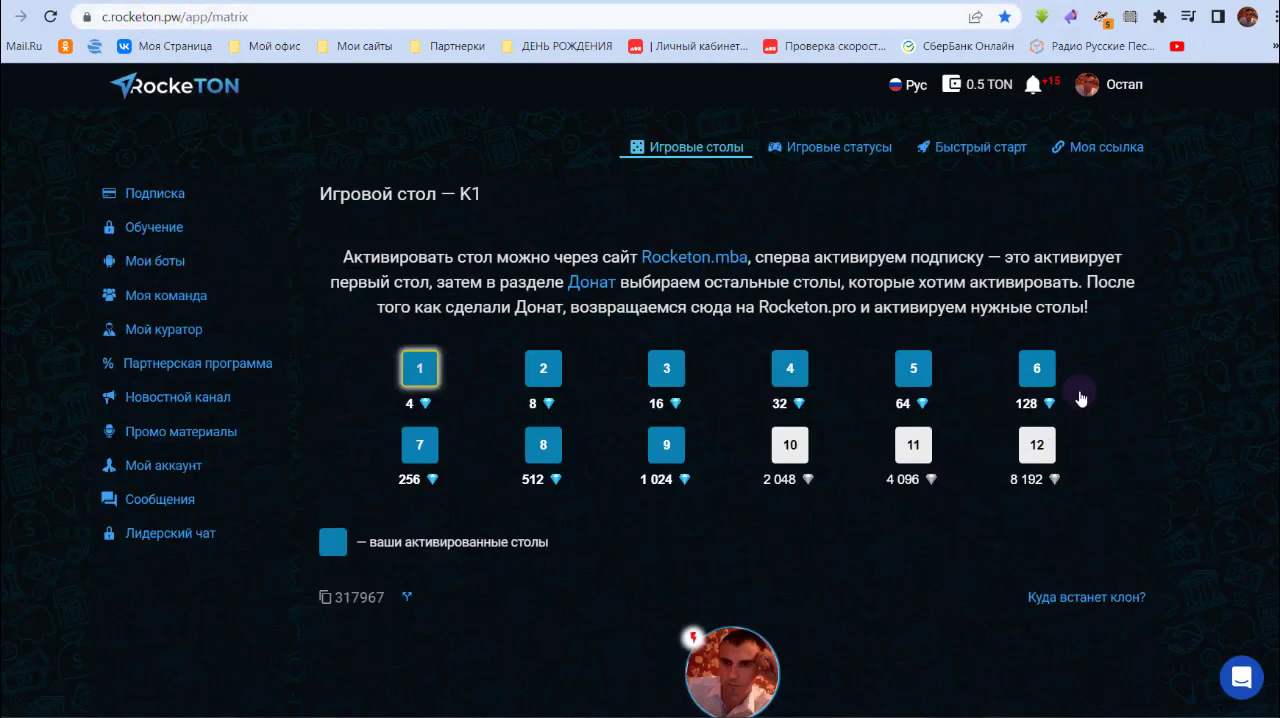 c.rocketon.pw/app/matrix
Mail.Ru Моя Страница Мой офис Мои сайты Партнерки ДЕНЬ РОЖДЕНИЯ | Личный кабинет... Проверка скорост... СберБанк Онлайн Радио Русские Пес... »
RockeTON Рус 0.5 TON +15 Остап
Игровые столы Игровые статусы Быстрый старт Моя ссылка
Подписка
Обучение
Мои боты
Моя команда
Мой куратор
% Партнерская программа
Новостной канал
Промо материалы
Мой аккаунт
Сообщения
Лидерский чат
Игровой стол — K1
Активировать стол можно через сайт Rocketon.mba, сперва активируем подписку — это активирует
первый стол, затем в разделе Донат выбираем остальные столы, которые хотим активировать. После
того как сделали Донат, возвращаемся сюда на Rocketon.pro и активируем нужные столы!
1 2 3 4 5 6
4 8 16 32 64 128
7 8 9 10 11 12
256 512 1 024 2 048 4 096 8 192
— ваши активированные столы
317967 Куда встанет клон?